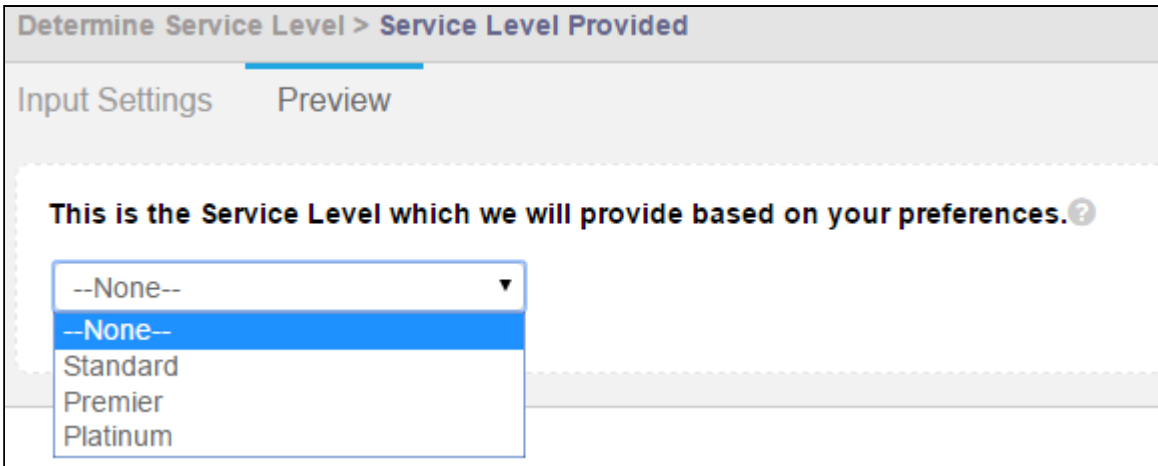 Determine Service Level > Service Level Provided
Input Settings Preview
This is the Service Level which we will provide based on your preferences.?
--None--
--None--
Standard
Premier
Platinum